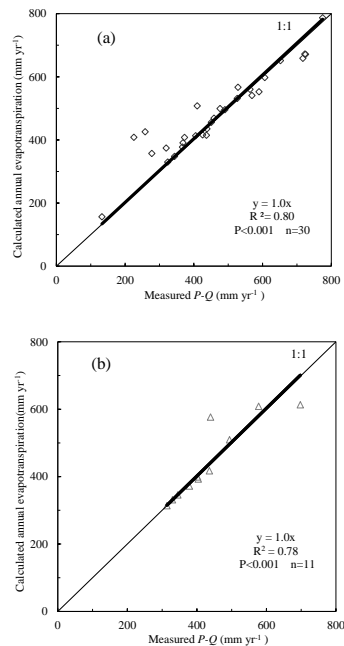 800
(a)
1:1
600
400
200
0
Calculated annual evapotranspiration (mm yr⁻¹)
y = 1.0x
R ² = 0.80
P<0.001 n=30
0 200 400 600 800
Measured P-Q (mm yr⁻¹ )
800
(b)
1:1
600
400
200
0
Calculated annual evapotranspiration(mm yr⁻¹)
y = 1.0x
R² = 0.78
P<0.001 n=11
0 200 400 600 800
Measured P-Q (mm yr⁻¹ )